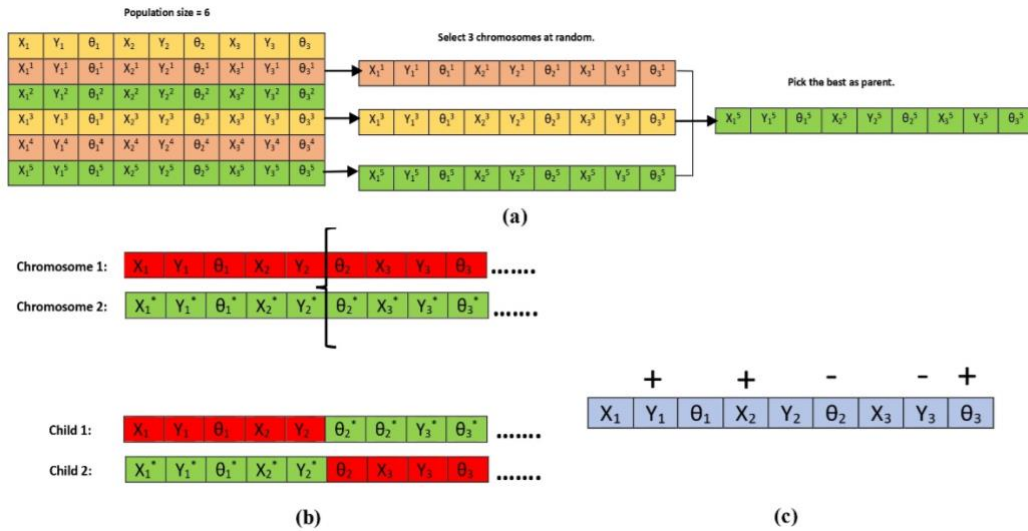 Population size = 6
X₁ Y₁ θ₁ X₂ Y₂ θ₂ X₃ Y₃ θ₃
X₁¹ Y₁¹ θ₁¹ X₂¹ Y₂¹ θ₂¹ X₃¹ Y₃¹ θ₃¹
X₁² Y₁² θ₁² X₂² Y₂² θ₂² X₃² Y₃² θ₃²
X₁³ Y₁³ θ₁³ X₂³ Y₂³ θ₂³ X₃³ Y₃³ θ₃³
X₁⁴ Y₁⁴ θ₁⁴ X₂⁴ Y₂⁴ θ₂⁴ X₃⁴ Y₃⁴ θ₃⁴
X₁⁵ Y₁⁵ θ₁⁵ X₂⁵ Y₂⁵ θ₂⁵ X₃⁵ Y₃⁵ θ₃⁵
Select 3 chromosomes at random.
X₁¹ Y₁¹ θ₁¹ X₂¹ Y₂¹ θ₂¹ X₃¹ Y₃¹ θ₃¹
X₁³ Y₁³ θ₁³ X₂³ Y₂³ θ₂³ X₃³ Y₃³ θ₃³
X₁⁵ Y₁⁵ θ₁⁵ X₂⁵ Y₂⁵ θ₂⁵ X₃⁵ Y₃⁵ θ₃⁵
Pick the best as parent.
X₁⁵ Y₁⁵ θ₁⁵ X₂⁵ Y₂⁵ θ₂⁵ X₃⁵ Y₃⁵ θ₃⁵
(a)
Chromosome 1: X₁ Y₁ θ₁ X₂ Y₂ θ₂ X₃ Y₃ θ₃ .......
Chromosome 2: X₁* Y₁* θ₁* X₂* Y₂* θ₂* X₃* Y₃* θ₃* .......
Child 1: X₁ Y₁ θ₁ X₂ Y₂ θ₂* θ₂* Y₃* θ₃* .......
Child 2: X₁* Y₁* θ₁* X₂* Y₂* θ₂ X₃ Y₃ θ₃ .......
(b)
+ + - - +
X₁ Y₁ θ₁ X₂ Y₂ θ₂ X₃ Y₃ θ₃
(c)